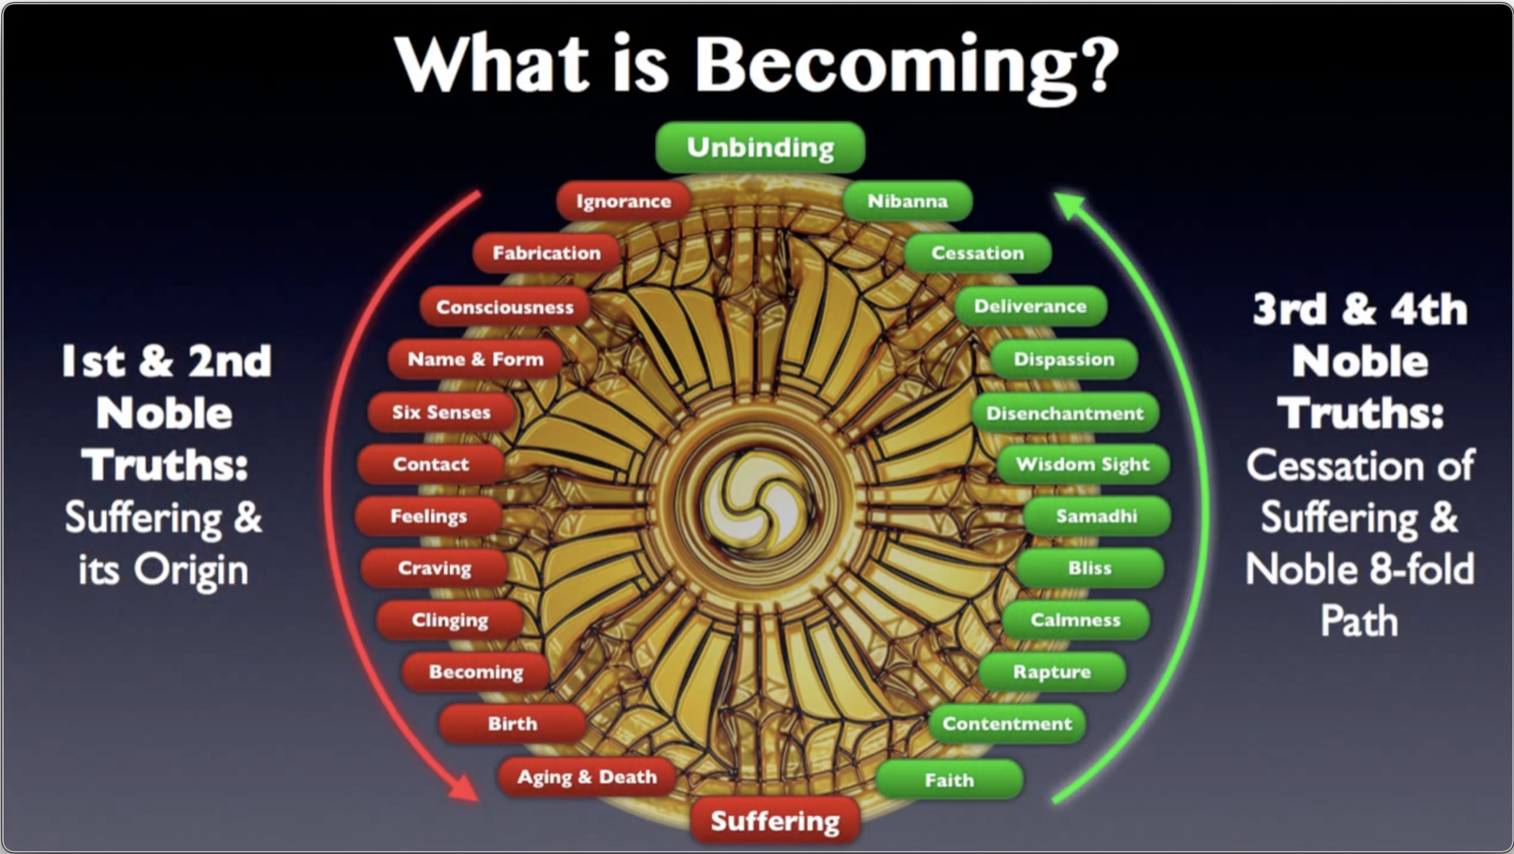 What is Becoming?
Unbinding
Ignorance
Nibanna
Fabrication
Cessation
Consciousness
Deliverance
Name & Form
Dispassion
Six Senses
Disenchantment
Contact
Wisdom Sight
Feelings
Samadhi
Craving
Bliss
Clinging
Calmness
Becoming
Rapture
Birth
Contentment
Aging & Death
Faith
Suffering
1st & 2nd
Noble
Truths:
Suffering &
its Origin
3rd & 4th
Noble
Truths:
Cessation of
Suffering &
Noble 8-fold
Path